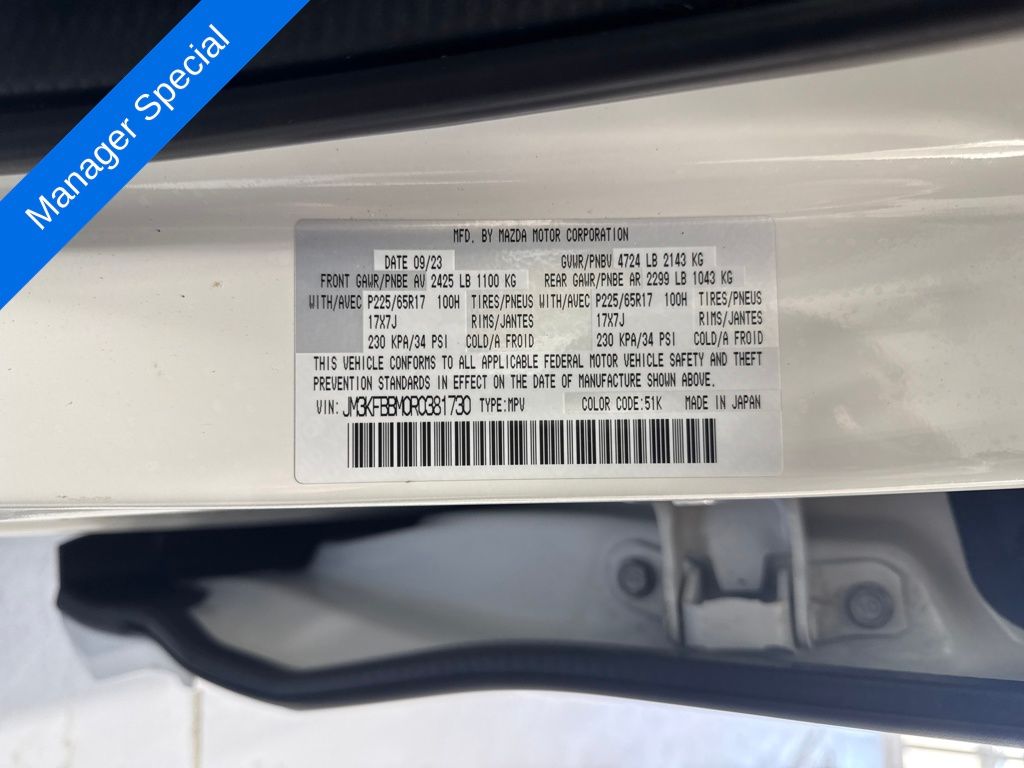 Manager Special
MFD. BY MAZDA MOTOR CORPORATION
DATE 09/23 GVWR/PNBV 4724 LB 2143 KG
FRONT GAWR/PNBE AV 2425 LB 1100 KG REAR GAWR/PNBE AR 2299 LB 1043 KG
WITH/AVEC P225/65R17 100H TIRES/PNEUS WITH/AVEC P225/65R17 100H TIRES/PNEUS
17X7J RIMS/JANTES 17X7J RIMS/JANTES
230 KPA/34 PSI COLD/A FROID 230 KPA/34 PSI COLD/A FROID
THIS VEHICLE CONFORMS TO ALL APPLICABLE FEDERAL MOTOR VEHICLE SAFETY AND THEFT
PREVENTION STANDARDS IN EFFECT ON THE DATE OF MANUFACTURE SHOWN ABOVE.
VIN: JM3KFBBM0R0381730 TYPE:MPV COLOR CODE:51K MADE IN JAPAN